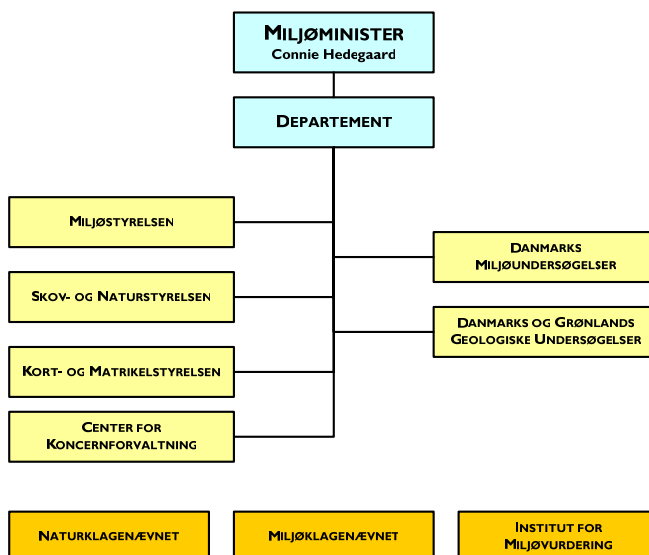 MILJØMINISTER
Connie Hedegaard
DEPARTEMENT
MILJØSTYRELSEN
DANMARKS
MILJØUNDERSØGELSER
SKOV- OG NATURSTYRELSEN
DANMARKS OG GRØNLANDS
GEOLOGISKE UNDERSØGELSER
KORT- OG MATRIKELSTYRELSEN
CENTER FOR
KONCERNFORVALTNING
NATURKLAGENÆVNET
MILJØKLAGENÆVNET
INSTITUT FOR
MILJØVURDERING